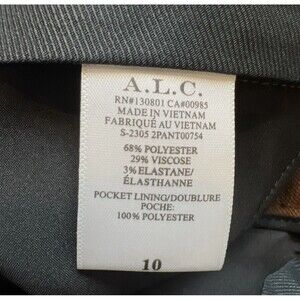 A.L.C.
RN#130801 CA#00985
MADE IN VIETNAM
FABRIQUÉ AU VIETNAM
S-2305 2PANT00754
68% POLYESTER
29% VISCOSE
3% ELASTANE/
ÉLASTHANNE
POCKET LINING/DOUBLURE
POCHE:
100% POLYESTER
10